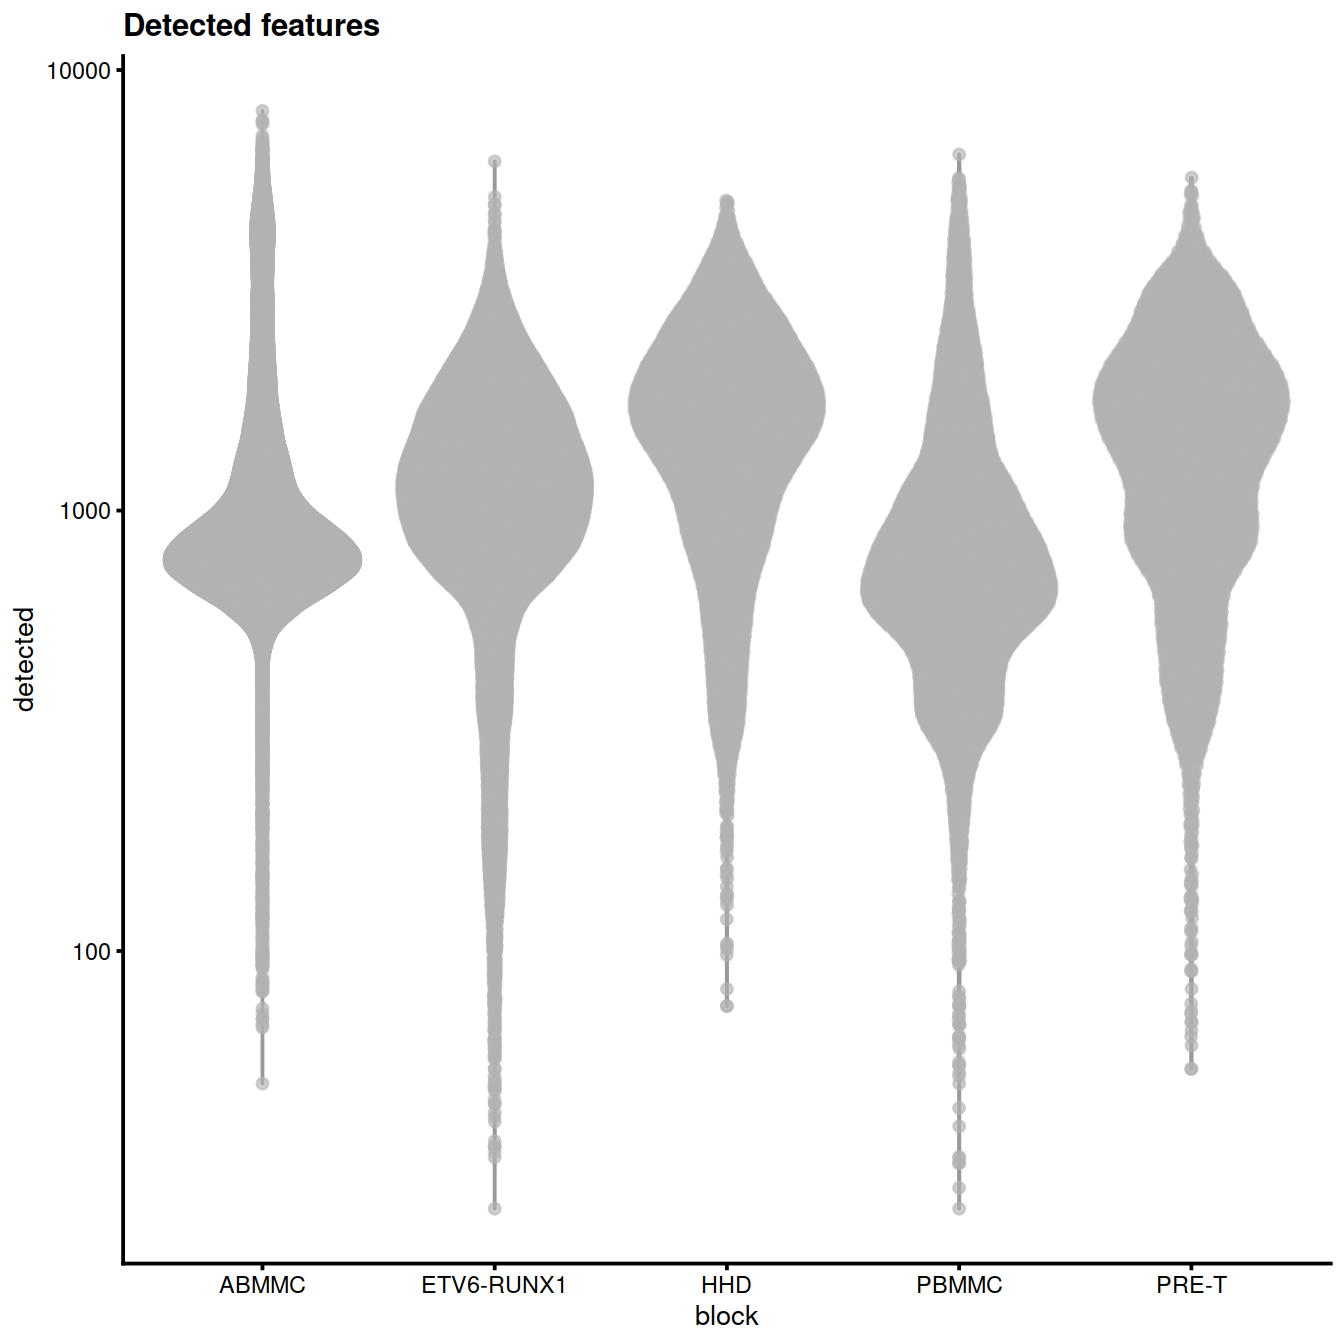 Detected features
10000
1000
100
detected
ABMMC ETV6-RUNX1 HHD PBMMC PRE-T
block